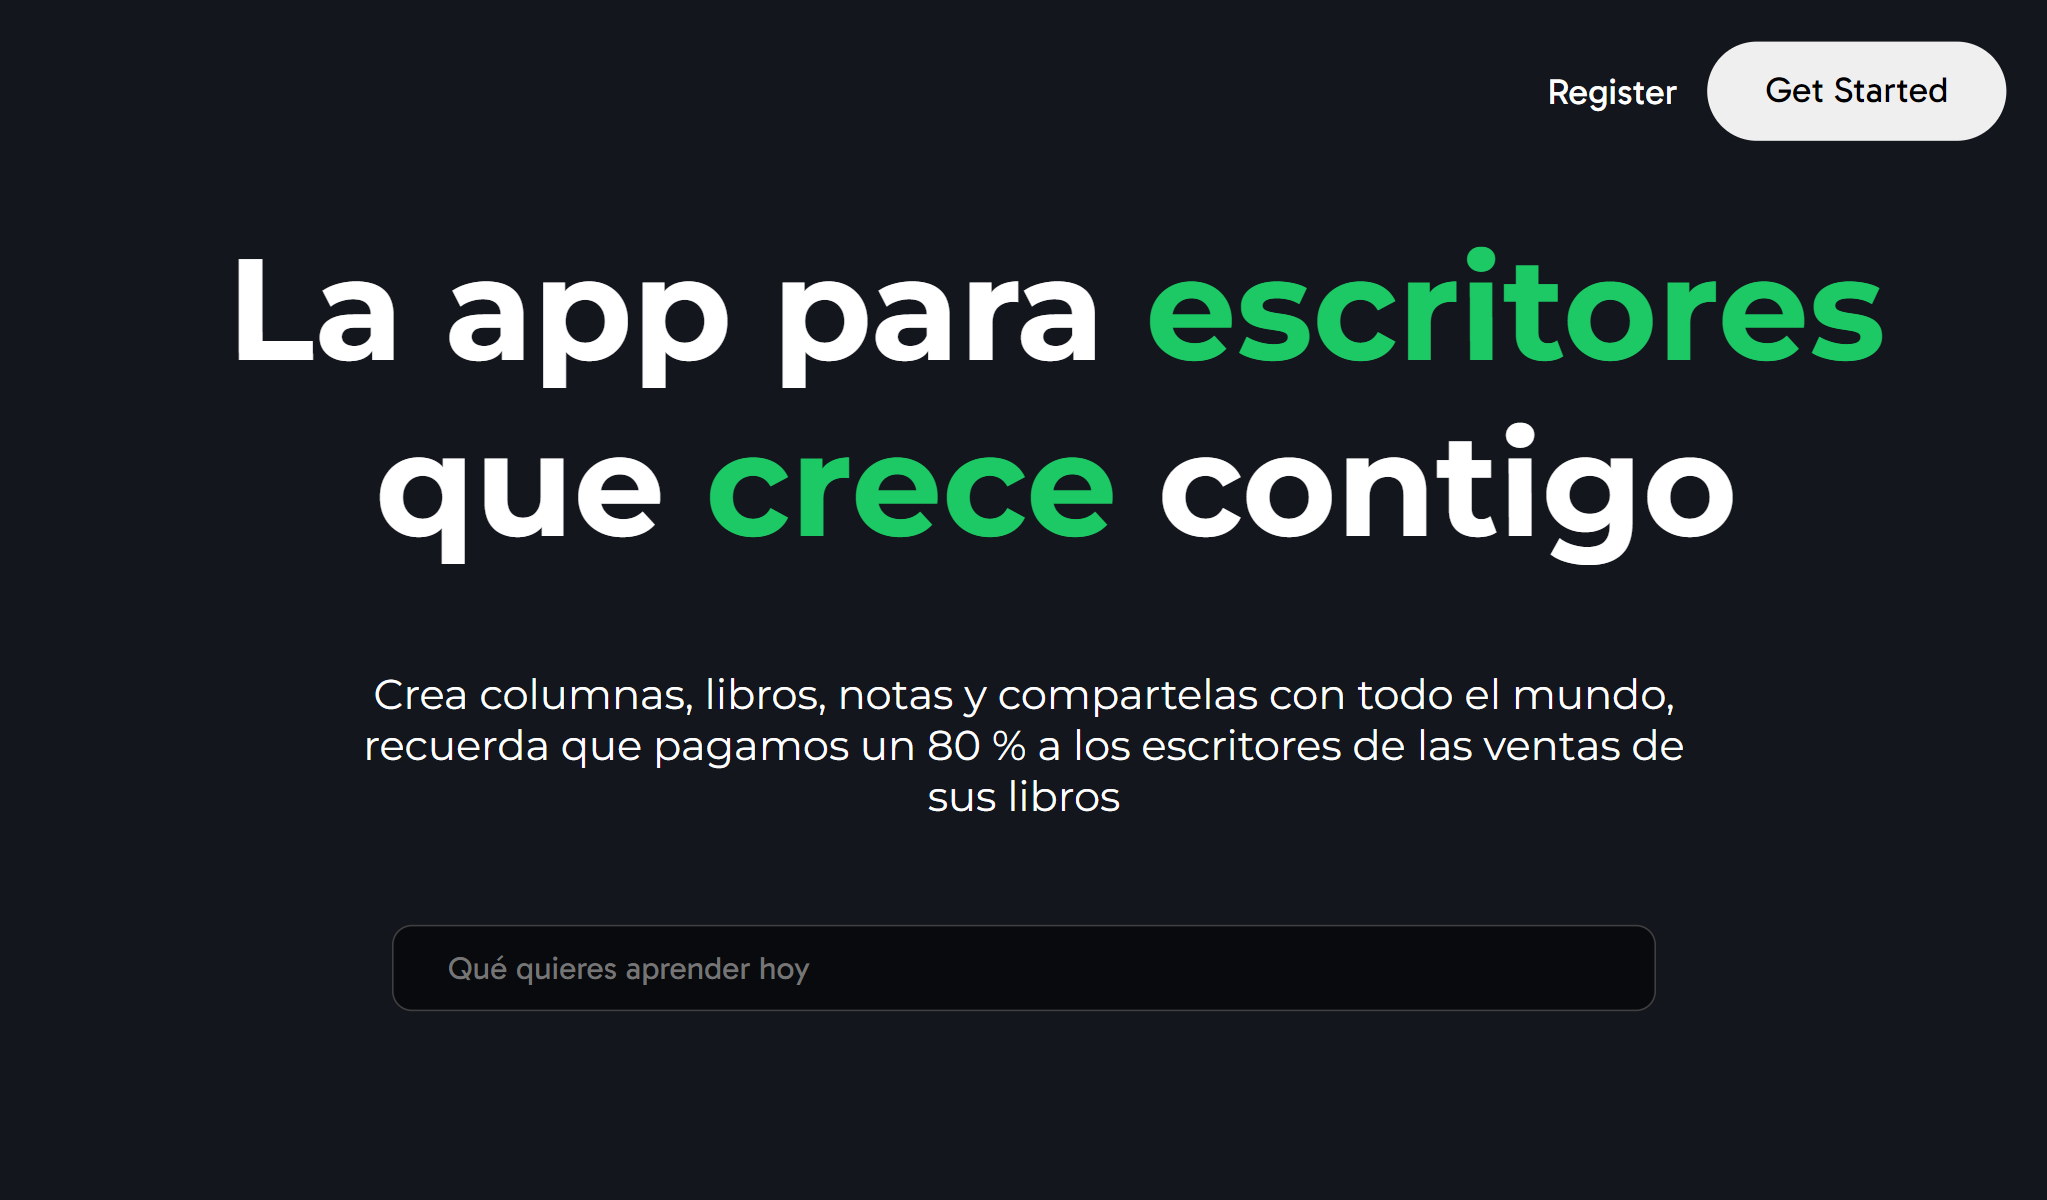 Register
Get Started
La app para escritores
que crece contigo
Crea columnas, libros, notas y compartelas con todo el mundo,
recuerda que pagamos un 80 % a los escritores de las ventas de
sus libros
Qué quieres aprender hoy